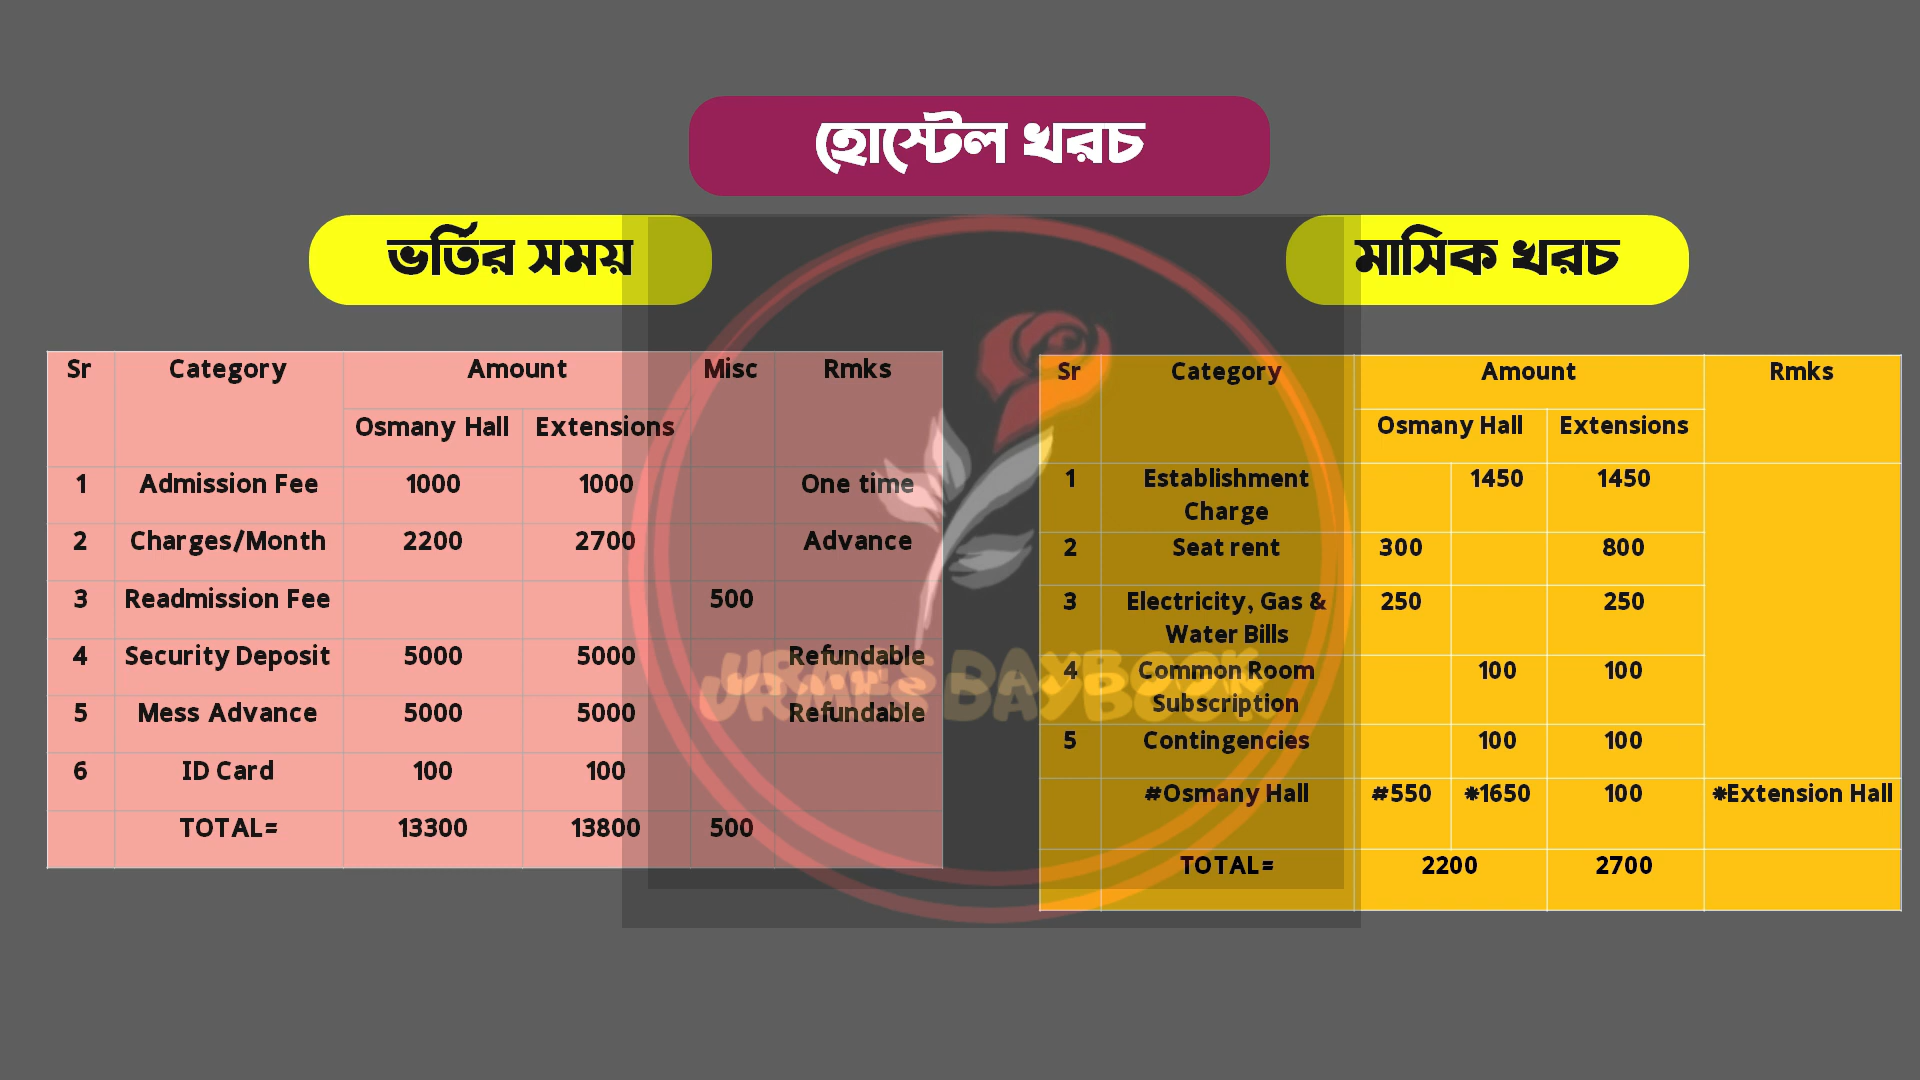 হোস্টেল খরচ
ভর্তির সময়
মাসিক খরচ
Sr Category Amount Misc Rmks
Osmany Hall Extensions
1 Admission Fee 1000 1000 One time
2 Charges/Month 2200 2700 Advance
3 Readmission Fee 500
4 Security Deposit 5000 5000 Refundable
5 Mess Advance 5000 5000 Refundable
6 ID Card 100 100
TOTAL= 13300 13800 500
Sr Category Amount Rmks
Osmany Hall Extensions
1 Establishment 1450 1450
Charge
2 Seat rent 300 800
3 Electricity, Gas & 250 250
Water Bills
4 Common Room 100 100
Subscription
5 Contingencies 100 100
#Osmany Hall #550 *1650 100 *Extension Hall
TOTAL= 2200 2700
URMI'S DAYBOOK
URMI'S DAYBOOK